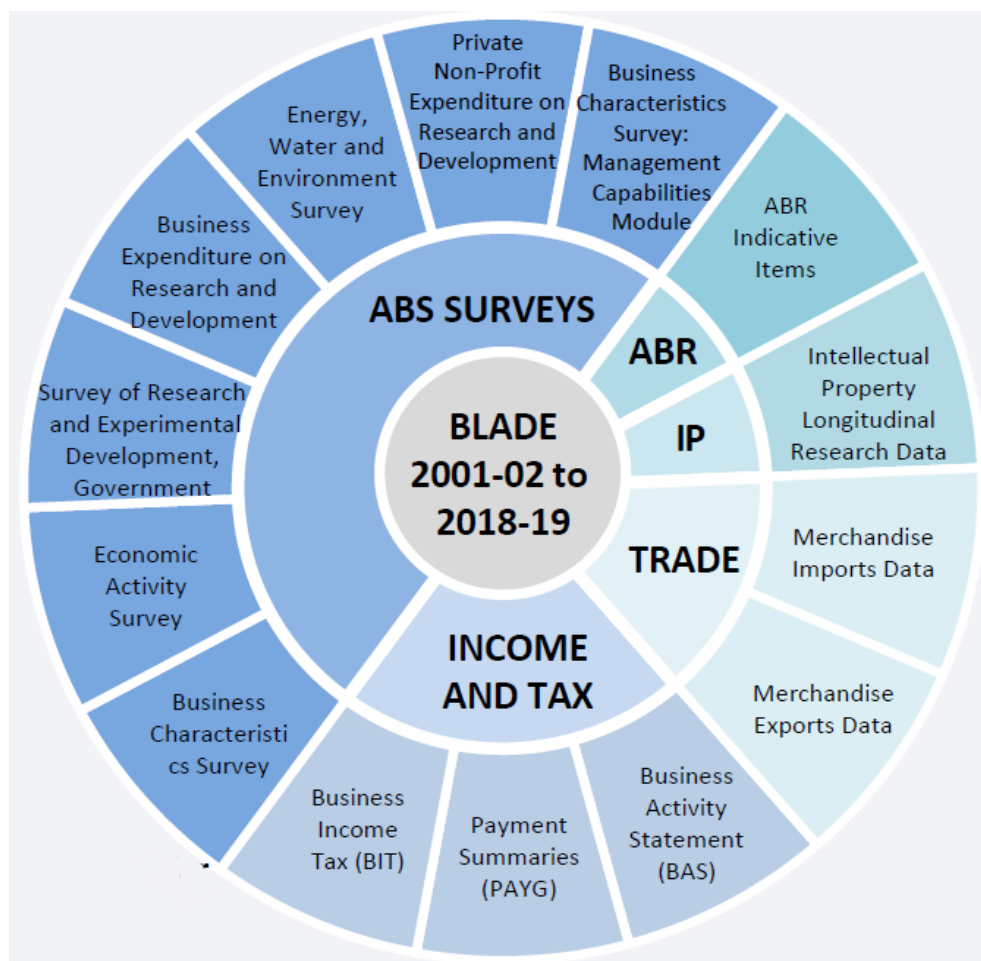 BLADE
2001-02 to
2018-19
ABS SURVEYS
ABR
IP
TRADE
INCOME
AND TAX
Private
Non-Profit
Expenditure on
Research and
Development
Business
Characteristics
Survey:
Management
Capabilities
Module
ABR
Indicative
Items
Intellectual
Property
Longitudinal
Research Data
Merchandise
Imports Data
Merchandise
Exports Data
Business
Activity
Statement
(BAS)
Payment
Summaries
(PAYG)
Business
Income
Tax (BIT)
Business
Characteristi
cs Survey
Economic
Activity
Survey
Survey of Research
and Experimental
Development,
Government
Business
Expenditure on
Research and
Development
Energy,
Water and
Environment
Survey